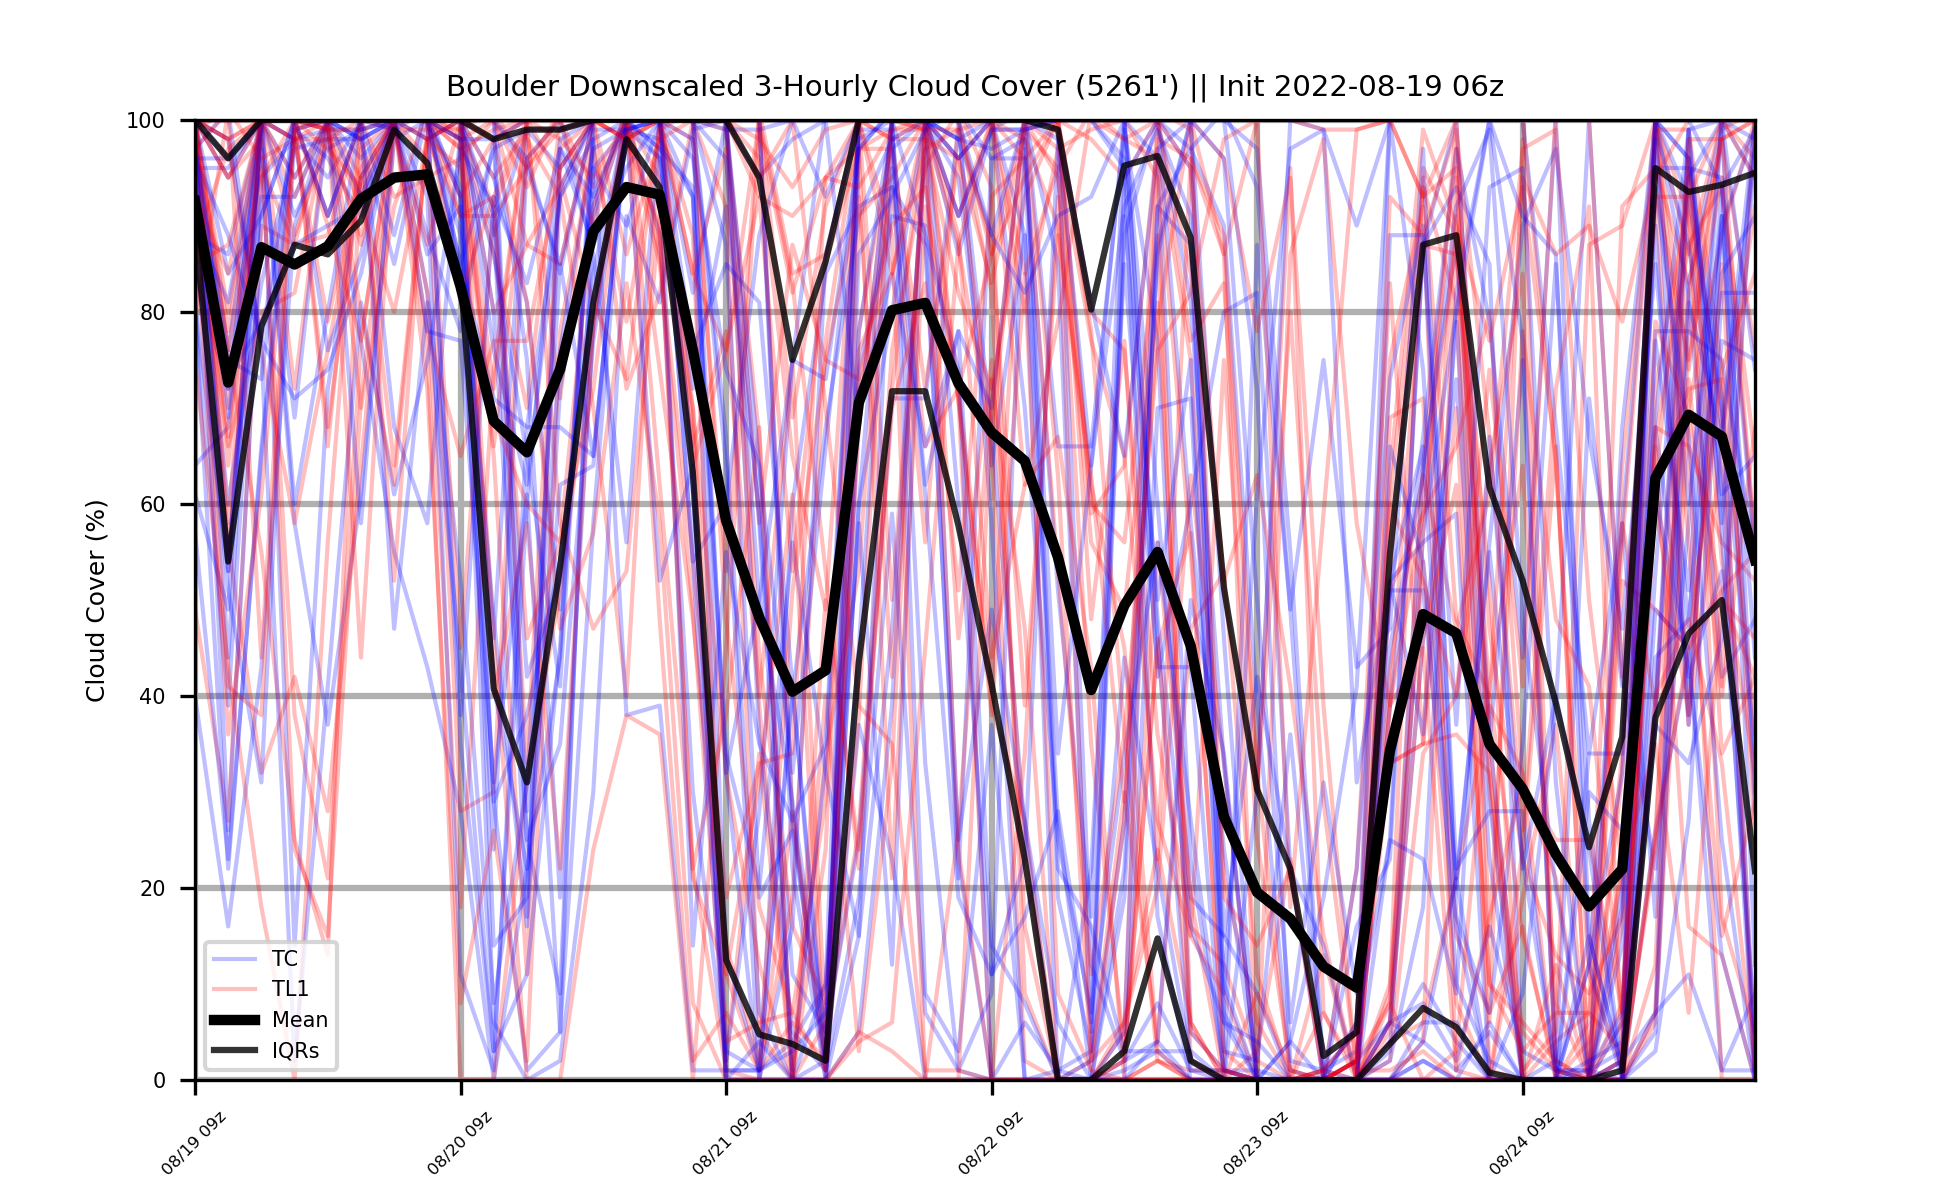 Boulder Downscaled 3-Hourly Cloud Cover (5261') || Init 2022-08-19 06z
Cloud Cover (%)
100
80
60
40
20
0
TC
TL1
Mean
IQRs
08/19 09z
08/20 09z
08/21 09z
08/22 09z
08/23 09z
08/24 09z